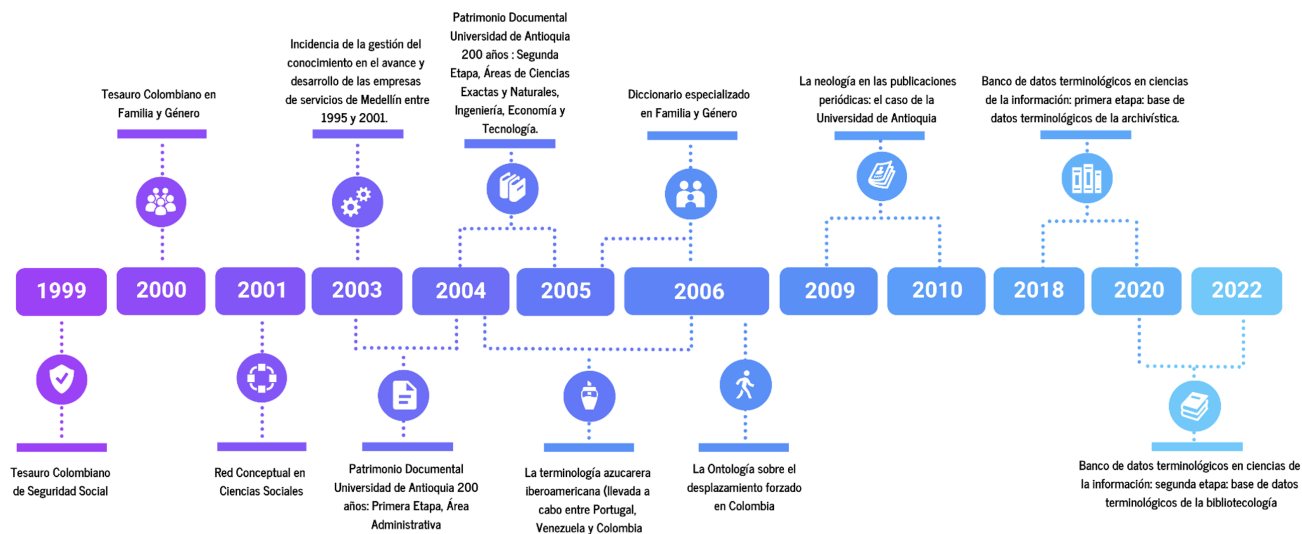 Tesauro Colombiano en
Familia y Género
Incidencia de la gestión del
conocimiento en el avance y
desarrollo de las empresas
de servicios de Medellín entre
1995 y 2001.
Patrimonio Documental
Universidad de Antioquia
200 años : Segunda
Etapa, Áreas de Ciencias
Exactas y Naturales,
Ingeniería, Economía y
Tecnología.
Diccionario especializado
en Familia y Género
La neología en las publicaciones
periódicas: el caso de la
Universidad de Antioquia
Banco de datos terminológicos en ciencias
de la información: primera etapa: base de
datos terminológicos de la archivística.
1999
2000
2001
2003
2004
2005
2006
2009
2010
2018
2020
2022
Tesauro Colombiano
de Seguridad Social
Red Conceptual en
Ciencias Sociales
Patrimonio Documental
Universidad de Antioquia 200
años: Primera Etapa, Área
Administrativa
La terminología azucarera
iberoamericana (llevada a
cabo entre Portugal,
Venezuela y Colombia
La Ontología sobre el
desplazamiento forzado
en Colombia
Banco de datos terminológicos en ciencias de
la información: segunda etapa: base de datos
terminológicos de la bibliotecología